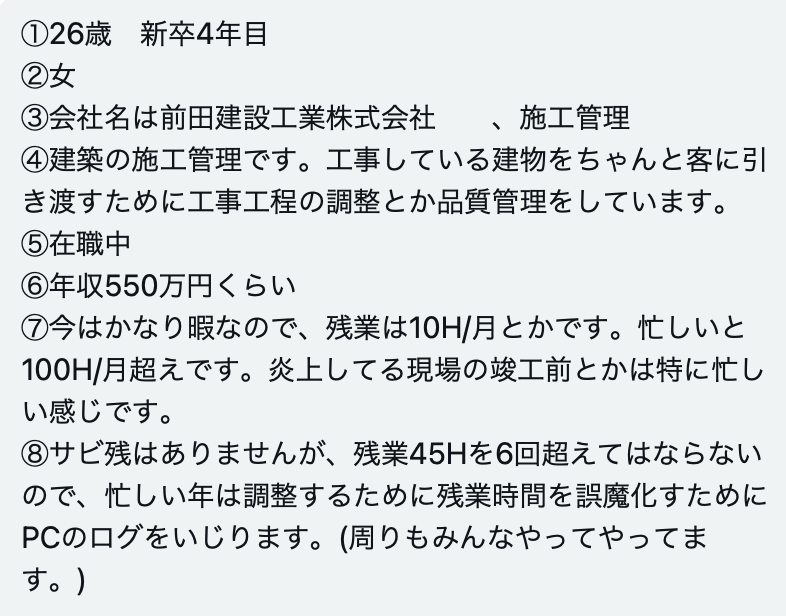 ①26歳　新卒4年目
②女
③会社名は前田建設工業株式会社　　、施工管理
④建築の施工管理です。工事している建物をちゃんと客に引
き渡すために工事工程の調整とか品質管理をしています。
⑤在職中
⑥年収550万円くらい
⑦今はかなり暇なので、残業は10H/月とかです。忙しいと
100H/月超えです。炎上してる現場の竣工前とかは特に忙し
い感じです。
⑧サビ残はありませんが、残業45Hを6回超えてはならない
ので、忙しい年は調整するために残業時間を誤魔化すために
PCのログをいじります。(周りもみんなやってやってま
す。)